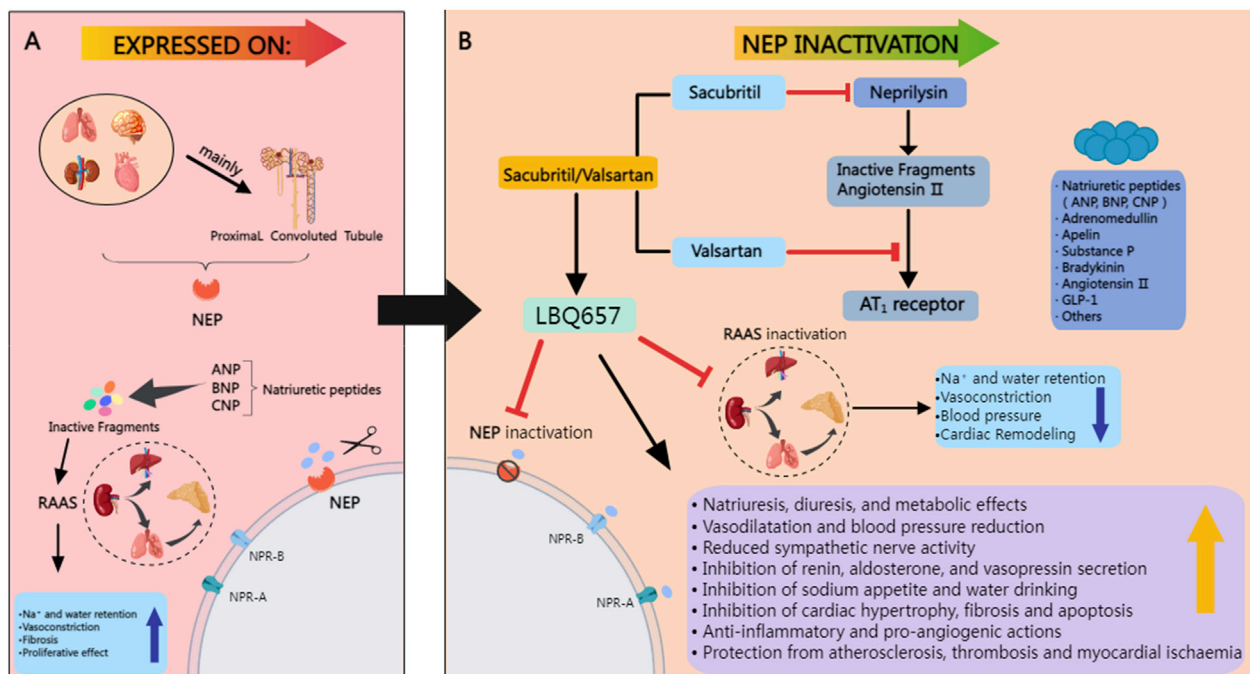 A
EXPRESSED ON:
mainly
ProximaL Convoluted Tubule
NEP
ANP
BNP
CNP
Natriuretic peptides
Inactive Fragments
RAAS
NEP
NPR-B
NPR-A
•Na⁺ and water retention
•Vasoconstriction
•Fibrosis
•Proliferative effect
B
NEP INACTIVATION
Sacubritil
Neprilysin
Sacubritil/Valsartan
Inactive Fragments
Angiotensin II
Valsartan
AT₁ receptor
· Natriuretic peptides
( ANP, BNP, CNP )
· Adrenomedullin
· Apelin
· Substance P
· Bradykinin
· Angiotensin II
· GLP-1
· Others
LBQ657
RAAS inactivation
•Na⁺ and water retention
•Vasoconstriction
•Blood pressure
•Cardiac Remodeling
NEP inactivation
NPR-B
NPR-A
• Natriuresis, diuresis, and metabolic effects
• Vasodilatation and blood pressure reduction
• Reduced sympathetic nerve activity
• Inhibition of renin, aldosterone, and vasopressin secretion
• Inhibition of sodium appetite and water drinking
• Inhibition of cardiac hypertrophy, fibrosis and apoptosis
• Anti-inflammatory and pro-angiogenic actions
• Protection from atherosclerosis, thrombosis and myocardial ischaemia